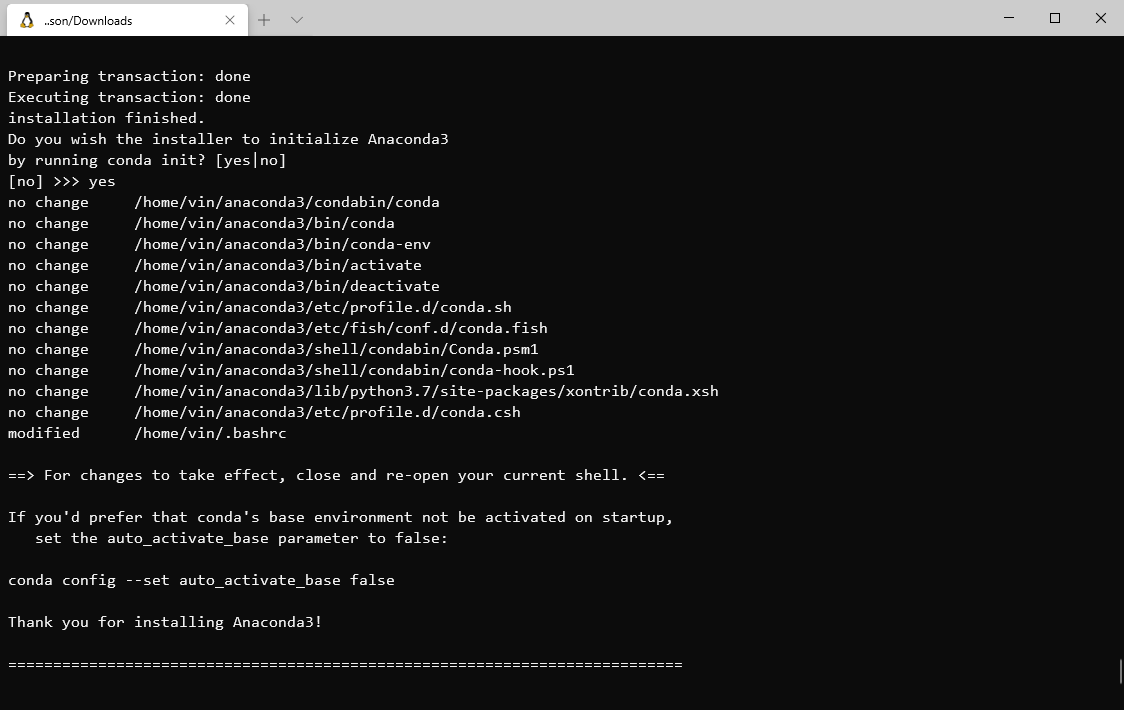 ..son/Downloads
Preparing transaction: done
Executing transaction: done
installation finished.
Do you wish the installer to initialize Anaconda3
by running conda init? [yes|no]
[no] >>> yes
no change     /home/vin/anaconda3/condabin/conda
no change     /home/vin/anaconda3/bin/conda
no change     /home/vin/anaconda3/bin/conda-env
no change     /home/vin/anaconda3/bin/activate
no change     /home/vin/anaconda3/bin/deactivate
no change     /home/vin/anaconda3/etc/profile.d/conda.sh
no change     /home/vin/anaconda3/etc/fish/conf.d/conda.fish
no change     /home/vin/anaconda3/shell/condabin/Conda.psm1
no change     /home/vin/anaconda3/shell/condabin/conda-hook.ps1
no change     /home/vin/anaconda3/lib/python3.7/site-packages/xontrib/conda.xsh
no change     /home/vin/anaconda3/etc/profile.d/conda.csh
modified      /home/vin/.bashrc
==> For changes to take effect, close and re-open your current shell. <==
If you'd prefer that conda's base environment not be activated on startup,
   set the auto_activate_base parameter to false:
conda config --set auto_activate_base false
Thank you for installing Anaconda3!
===========================================================================